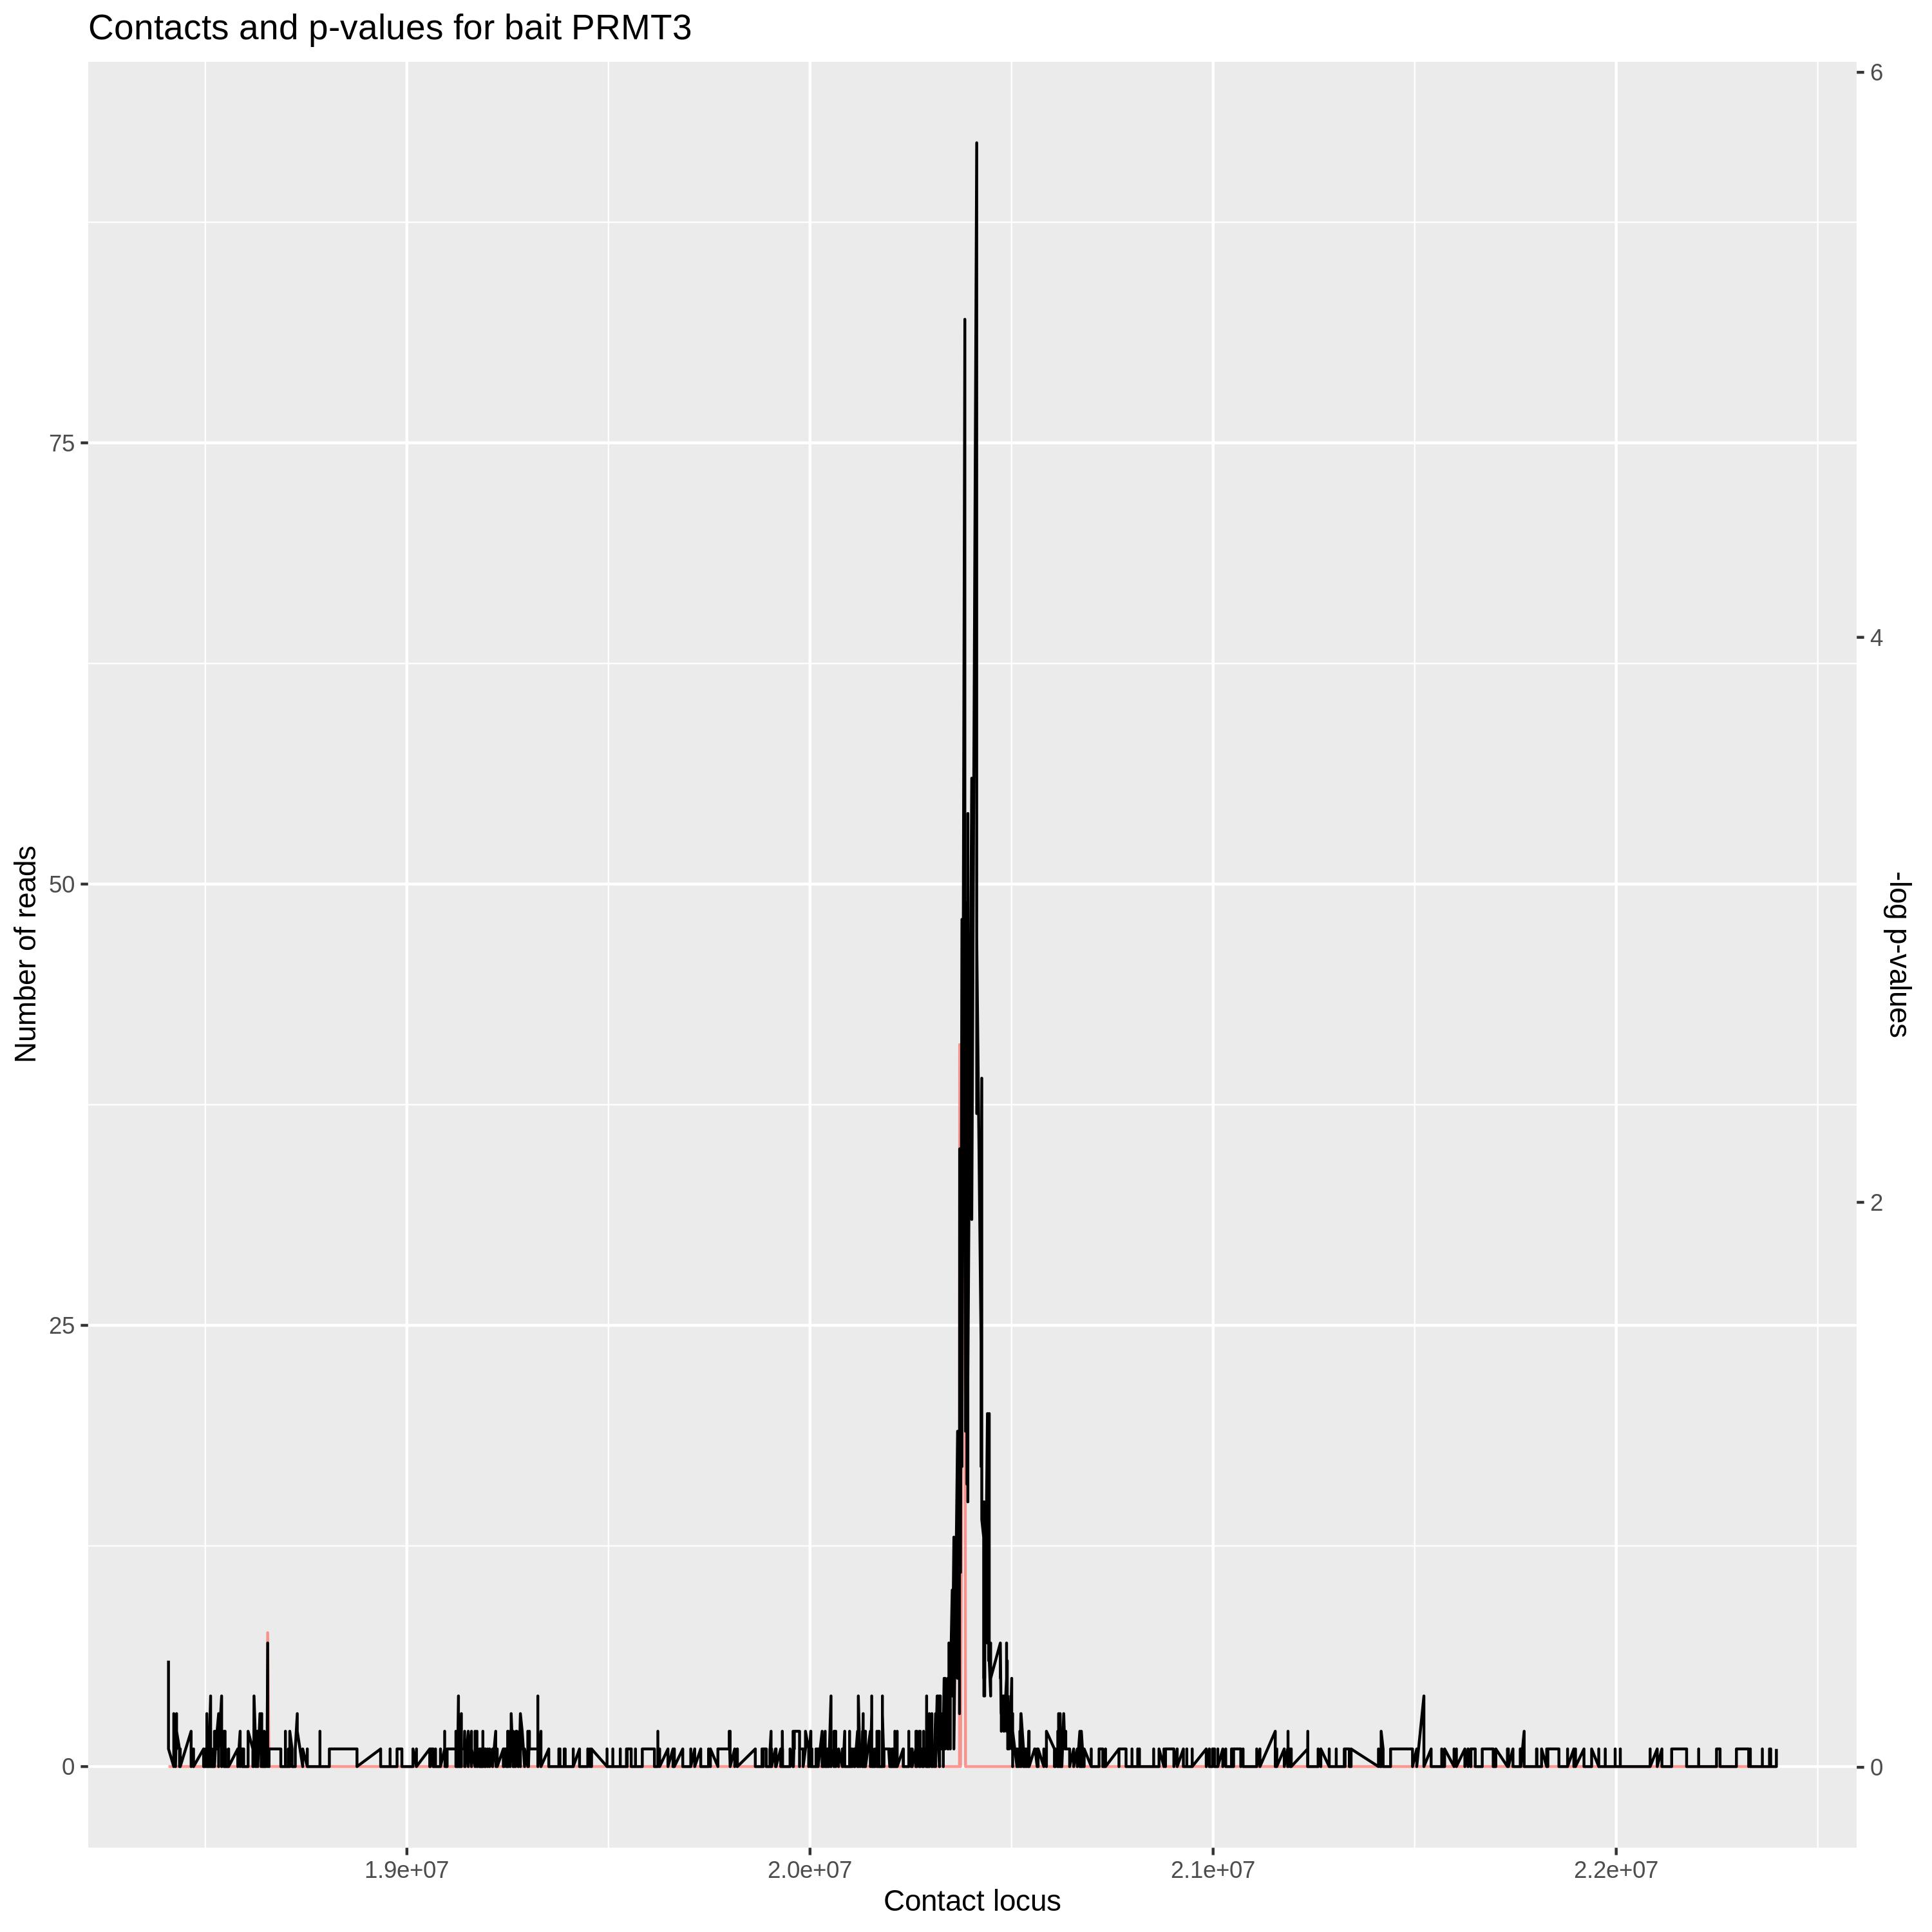 Contacts and p-values for bait PRMT3
6
75
4
50
Number of reads
-log p-values
2
25
0
0
1.9e+07
2.0e+07
2.1e+07
2.2e+07
Contact locus